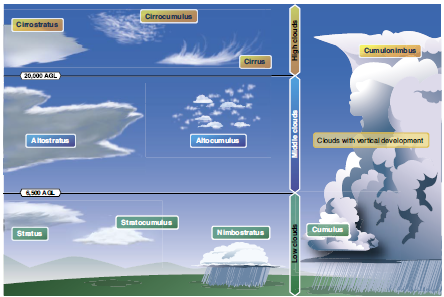 Cirrostratus
Cirrocumulus
Cirrus
High clouds
Cumulonimbus
20,000 AGL
Altostratus
Altocumulus
Middle clouds
Clouds with vertical development
6,500 AGL
Stratus
Stratocumulus
Nimbostratus
Low clouds
Cumulus